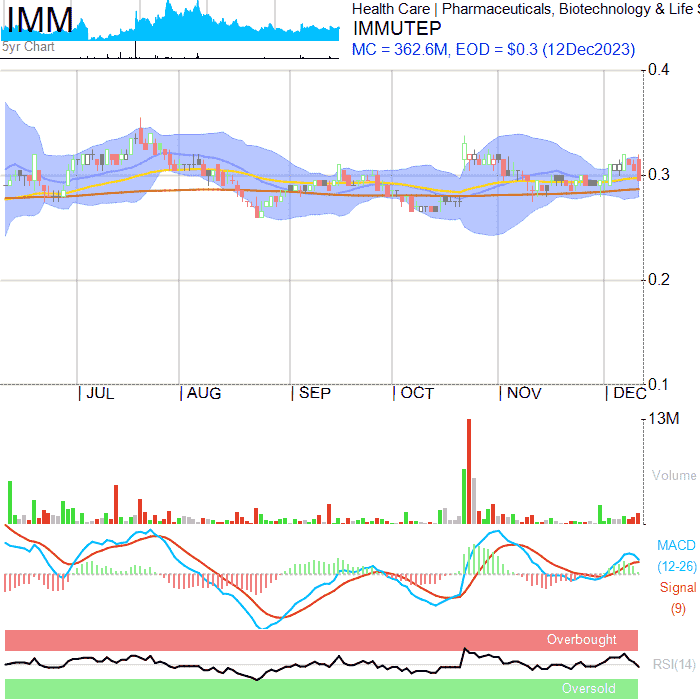 IMM
5yr Chart
Health Care | Pharmaceuticals, Biotechnology & Life S
IMMUTEP
MC = 362.6M, EOD = $0.3 (12Dec2023)
0.4
0.3
0.2
0.1
| JUL | AUG | SEP | OCT | NOV | DEC
13M
Volume
MACD
(12-26)
Signal
(9)
Overbought
RSI(14)
Oversold